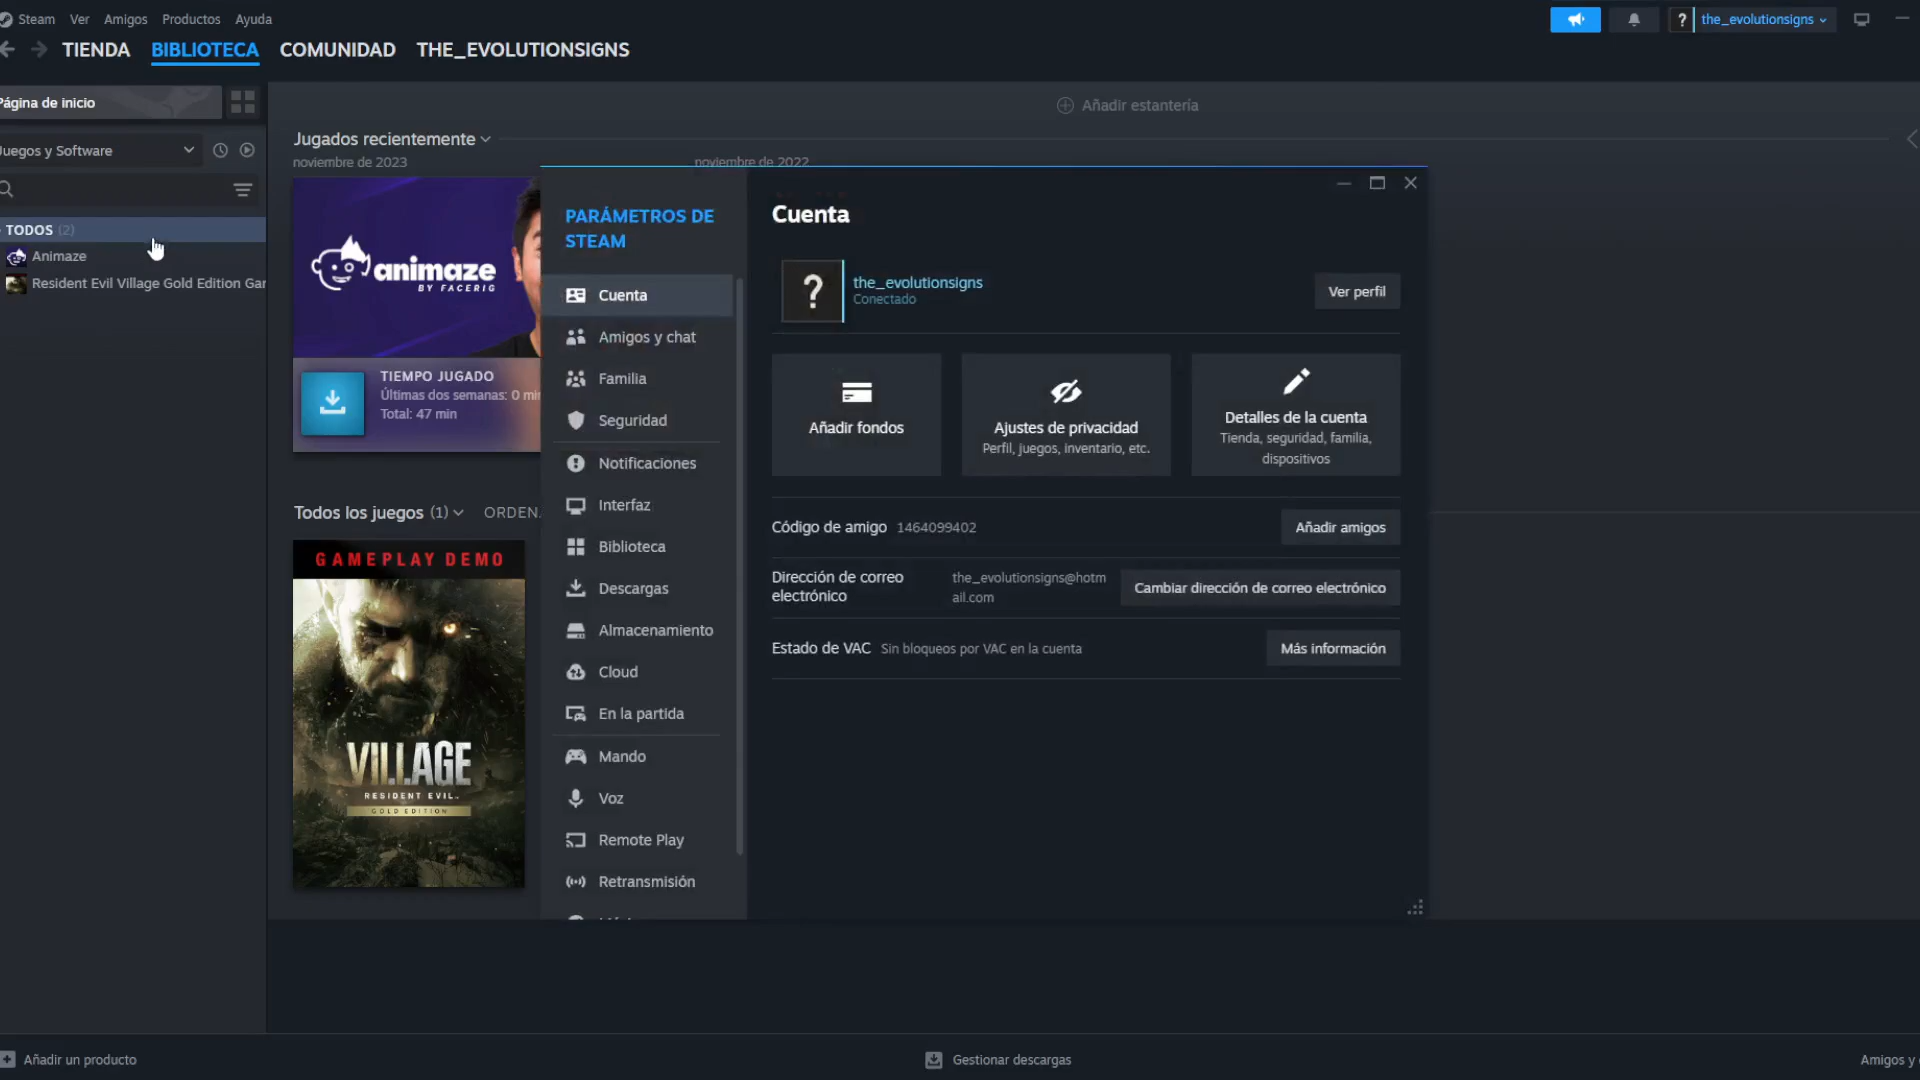 Steam Ver Amigos Productos Ayuda
the_evolutionsigns
TIENDA BIBLIOTECA COMUNIDAD THE_EVOLUTIONSIGNS
Página de inicio
Juegos y Software
TODOS (2)
Animaze
Resident Evil Village Gold Edition Gar
Añadir estantería
Jugados recientemente
noviembre de 2023
noviembre de 2022
animaze
BY FACERIG
TIEMPO JUGADO
Últimas dos semanas: 0 min
Total: 47 min
Todos los juegos (1)
ORDEN.
GAMEPLAY DEMO
VILLAGE
RESIDENT EVIL
GOLD EDITION
PARÁMETROS DE
STEAM
Cuenta
Amigos y chat
Familia
Seguridad
Notificaciones
Interfaz
Biblioteca
Descargas
Almacenamiento
Cloud
En la partida
Mando
Voz
Remote Play
Retransmisión
Cuenta
?
the_evolutionsigns
Conectado
Ver perfil
Añadir fondos
Ajustes de privacidad
Perfil, juegos, inventario, etc.
Detalles de la cuenta
Tienda, seguridad, familia,
dispositivos
Código de amigo 1464099402
Añadir amigos
Dirección de correo
electrónico
the_evolutionsigns@hotm
ail.com
Cambiar dirección de correo electrónico
Estado de VAC Sin bloqueos por VAC en la cuenta
Más información
Añadir un producto
Gestionar descargas
Amigos y